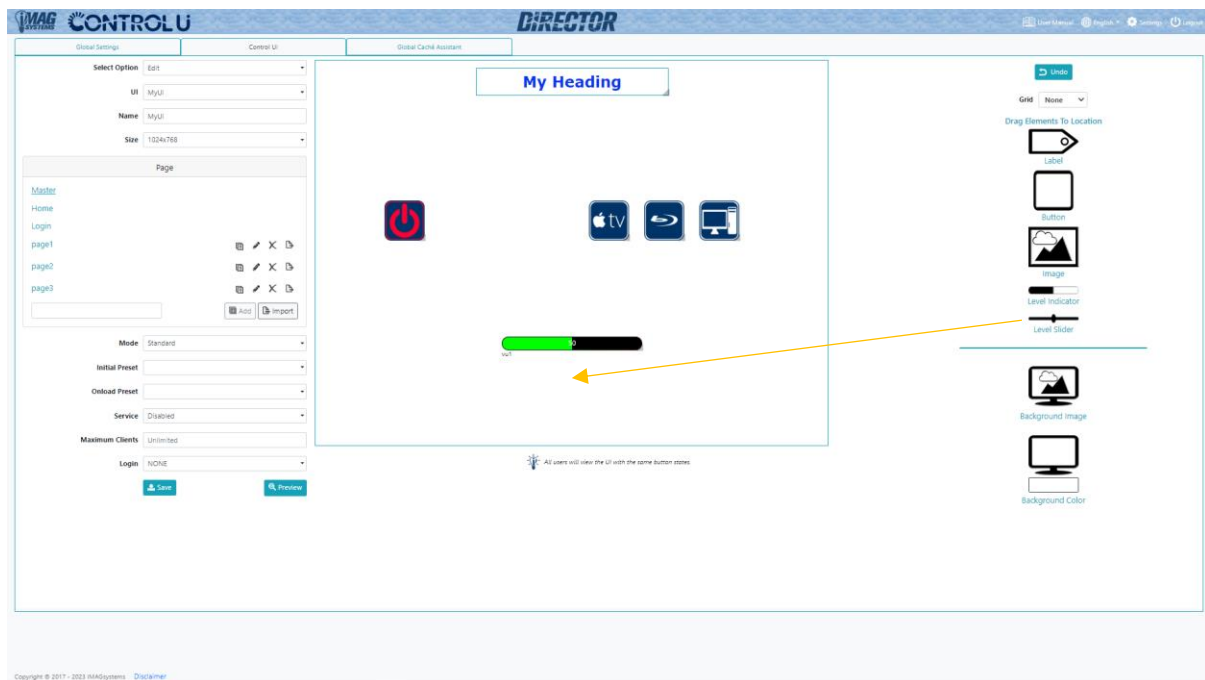 IMAG SYSTEMS CONTROLU DiRECTOR User Manual English Settings Logout
Global Settings Control UI Global Caché Assistant
Select Option Edit
UI MyUI
Name MyUI
Size 1024x768
Page
Master
Home
Login
page1
page2
page3
Add Import
Mode Standard
Initial Preset
Onload Preset
Service Disabled
Maximum Clients Unlimited
Login NONE
Save Preview
My Heading
tv
50
All users will view the UI with the same button states.
Undo
Grid None
Drag Elements To Location
Label
Button
Image
Level Indicator
Level Slider
Background Image
Background Color
Copyright © 2017 - 2023 IMAGsystems Disclaimer